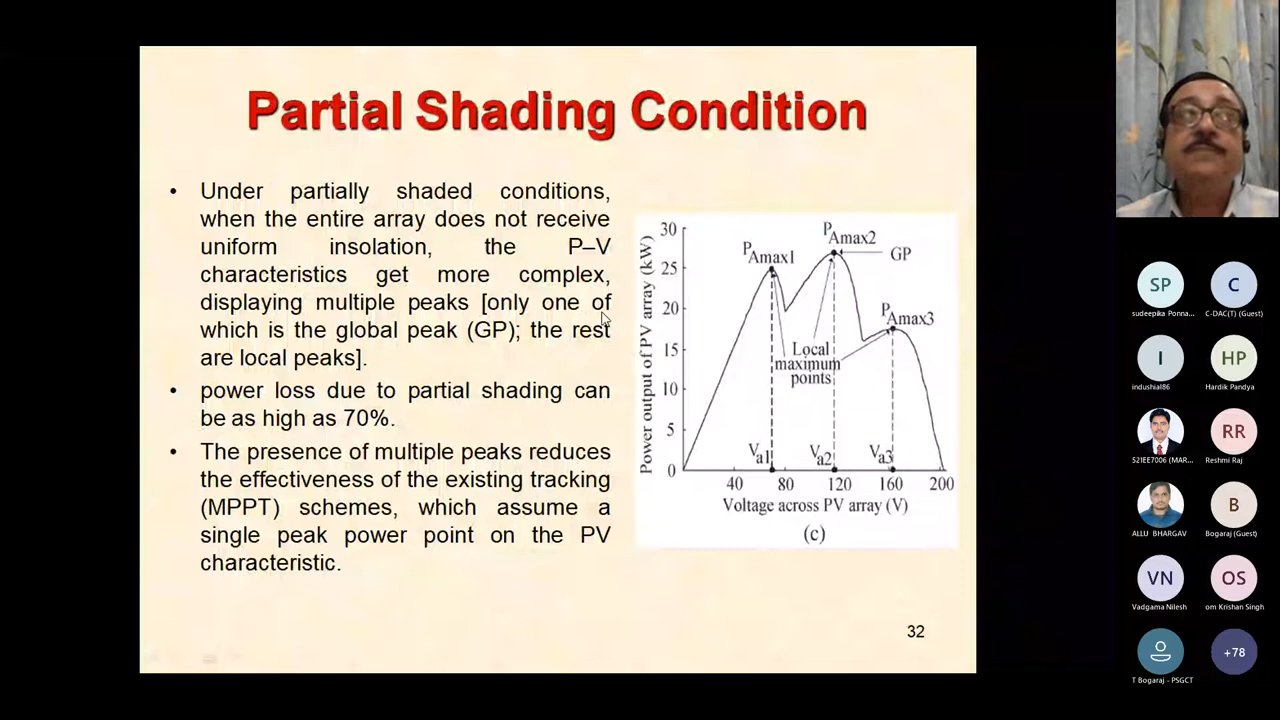 Partial Shading Condition
• Under partially shaded conditions,
when the entire array does not receive
uniform insolation, the P–V
characteristics get more complex,
displaying multiple peaks [only one of
which is the global peak (GP); the rest
are local peaks].
• power loss due to partial shading can
be as high as 70%.
• The presence of multiple peaks reduces
the effectiveness of the existing tracking
(MPPT) schemes, which assume a
single peak power point on the PV
characteristic.
Power output of PV array (kW)
30
25
20
15
10
5
0
PAmax1
PAmax2
GP
PAmax3
Local
maximum
points
Va1
Va2
Va3
40 80 120 160 200
Voltage across PV array (V)
(c)
32
SP
sudeepika Ponna...
C
C-DAC(T) (Guest)
I
indushial86
HP
Hardik Pandya
521EE7006 (MAR...
RR
Reshmi Raj
ALLU BHARGAV
B
Bogaraj (Guest)
VN
Vadgama Nilesh
OS
om Krishan Singh
T Bogaraj - PSGCT
+78